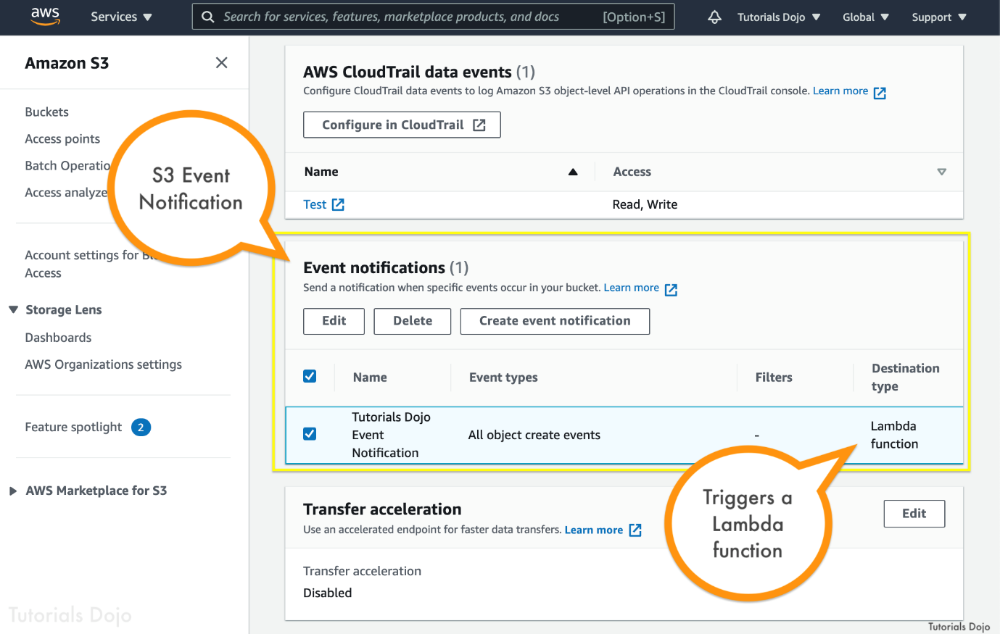 aws
Services
Search for services, features, marketplace products, and docs [Option+S]
Tutorials Dojo
Global
Support
Amazon S3
Buckets
Access points
Batch Operatio
Access analyze
Account settings for Bl
Access
Storage Lens
Dashboards
AWS Organizations settings
Feature spotlight 2
AWS Marketplace for S3
S3 Event
Notification
AWS CloudTrail data events (1)
Configure CloudTrail data events to log Amazon S3 object-level API operations in the CloudTrail console. Learn more
Configure in CloudTrail
Name Access
Test Read, Write
Event notifications (1)
Send a notification when specific events occur in your bucket. Learn more
Edit Delete Create event notification
Name Event types Filters Destination
type
Tutorials Dojo
Event
Notification
All object create events
-
Lambda
function
Triggers a
Lambda
function
Transfer acceleration
Use an accelerated endpoint for faster data transfers. Learn more
Edit
Transfer acceleration
Disabled
Tutorials Dojo
Tutorials Dojo